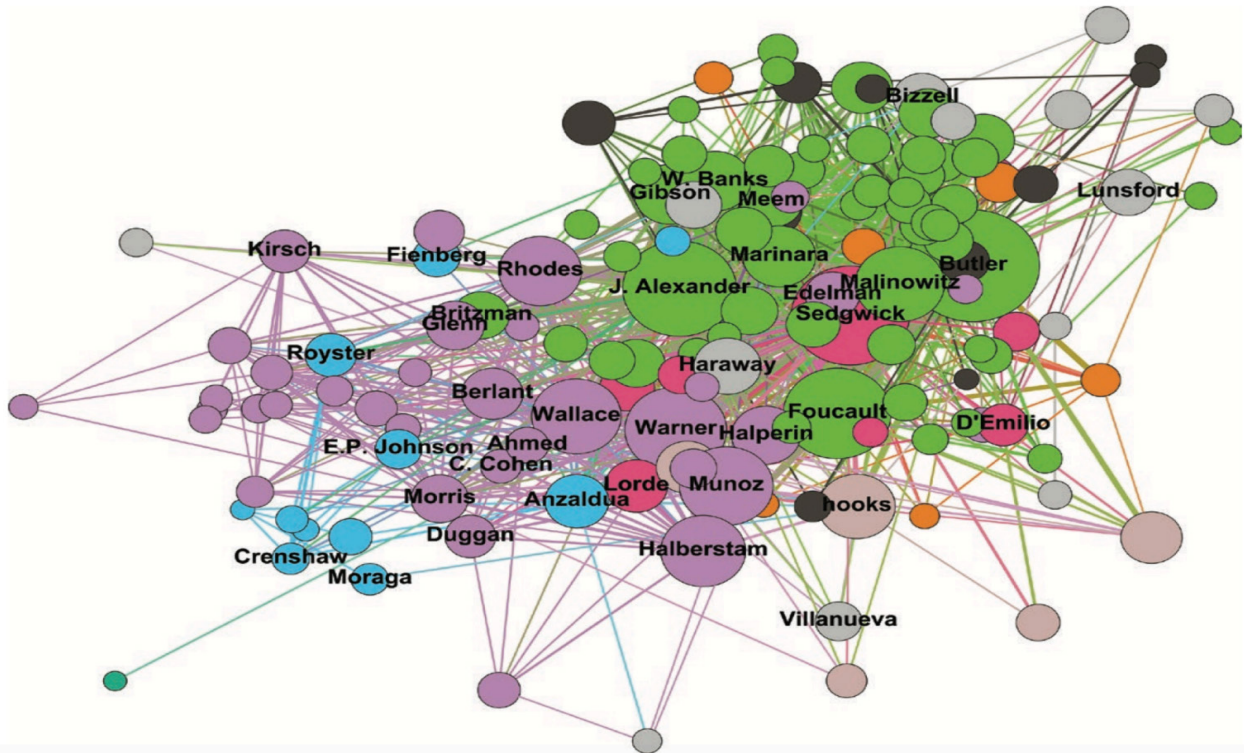 Bizzell
W. Banks
Gibson
Meem
Lunsford
Kirsch
Fienberg
Rhodes
Marinara
Butler
J. Alexander
Malinowitz
Edelman
Sedgwick
Britzman
Glenn
Royster
Haraway
Berlant
Wallace
Warner
Halperin
Foucault
D'Emilio
E.P. Johnson
Ahmed
C. Cohen
Lorde
Munoz
Morris
Anzaldua
hooks
Duggan
Halberstam
Crenshaw
Moraga
Villanueva